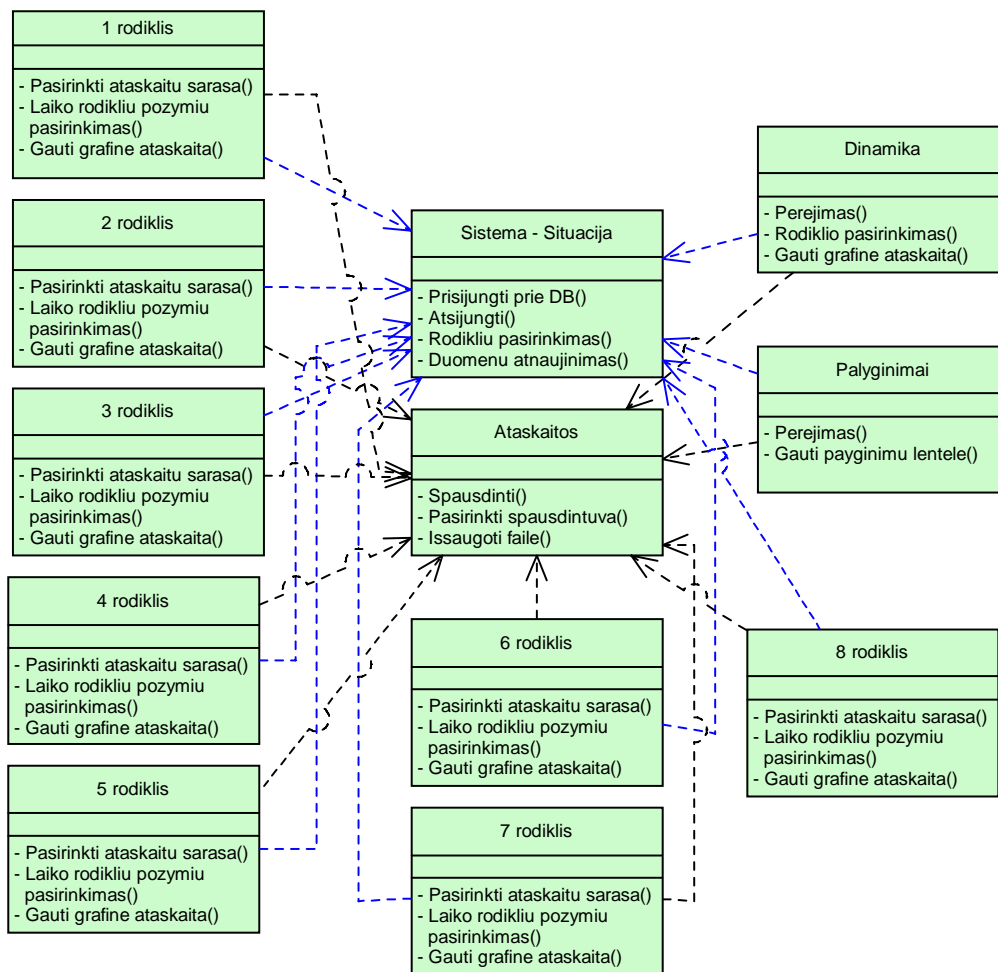 1 rodiklis
- Pasirinkti ataskaitu sarasa()
- Laiko rodikliu pozymiu
pasirinkimas()
- Gauti grafine ataskaita()
2 rodiklis
- Pasirinkti ataskaitu sarasa()
- Laiko rodikliu pozymiu
pasirinkimas()
- Gauti grafine ataskaita()
3 rodiklis
- Pasirinkti ataskaitu sarasa()
- Laiko rodikliu pozymiu
pasirinkimas()
- Gauti grafine ataskaita()
4 rodiklis
- Pasirinkti ataskaitu sarasa()
- Laiko rodikliu pozymiu
pasirinkimas()
- Gauti grafine ataskaita()
5 rodiklis
- Pasirinkti ataskaitu sarasa()
- Laiko rodikliu pozymiu
pasirinkimas()
- Gauti grafine ataskaita()
Sistema - Situacija
- Prisijungti prie DB()
- Atsijungti()
- Rodikliu pasirinkimas()
- Duomenu atnaujinimas()
Ataskaitos
- Spausdinti()
- Pasirinkti spausdintuva()
- Issaugoti faile()
6 rodiklis
- Pasirinkti ataskaitu sarasa()
- Laiko rodikliu pozymiu
pasirinkimas()
- Gauti grafine ataskaita()
7 rodiklis
- Pasirinkti ataskaitu sarasa()
- Laiko rodikliu pozymiu
pasirinkimas()
- Gauti grafine ataskaita()
Dinamika
- Perejimas()
- Rodiklio pasirinkimas()
- Gauti grafine ataskaita()
Palyginimai
- Perejimas()
- Gauti payginimu lentele()
8 rodiklis
- Pasirinkti ataskaitu sarasa()
- Laiko rodikliu pozymiu
pasirinkimas()
- Gauti grafine ataskaita()